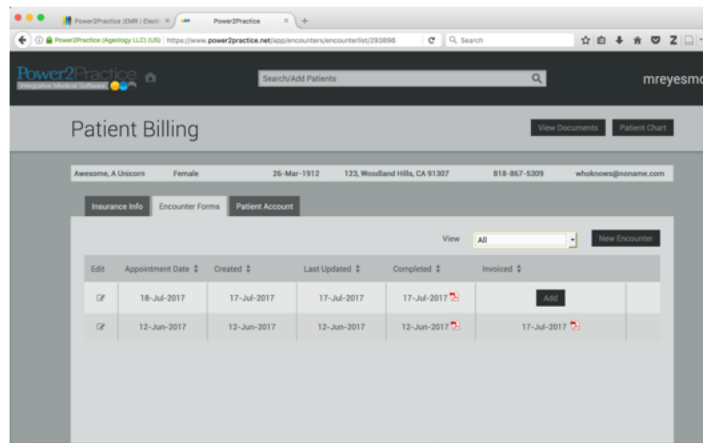 Power2Practice (EMR | Electr
Power2Practice
Power2Practice (Ageology LLC) (US) https://www.power2practice.net/app/encounters/encounterlist/293896 Search
Power2Practice Search/Add Patients mreyesmo
Integrative Medical Software
Patient Billing View Documents Patient Chart
Awesome, A Unicorn Female 26-Mar-1912 123, Woodland Hills, CA 91307 818-867-5309 whoknows@noname.com
Insurance Info Encounter Forms Patient Account
View All New Encounter
Edit Appointment Date Created Last Updated Completed Invoiced
18-Jul-2017 17-Jul-2017 17-Jul-2017 17-Jul-2017 Add
12-Jun-2017 12-Jun-2017 12-Jun-2017 12-Jun-2017 17-Jul-2017